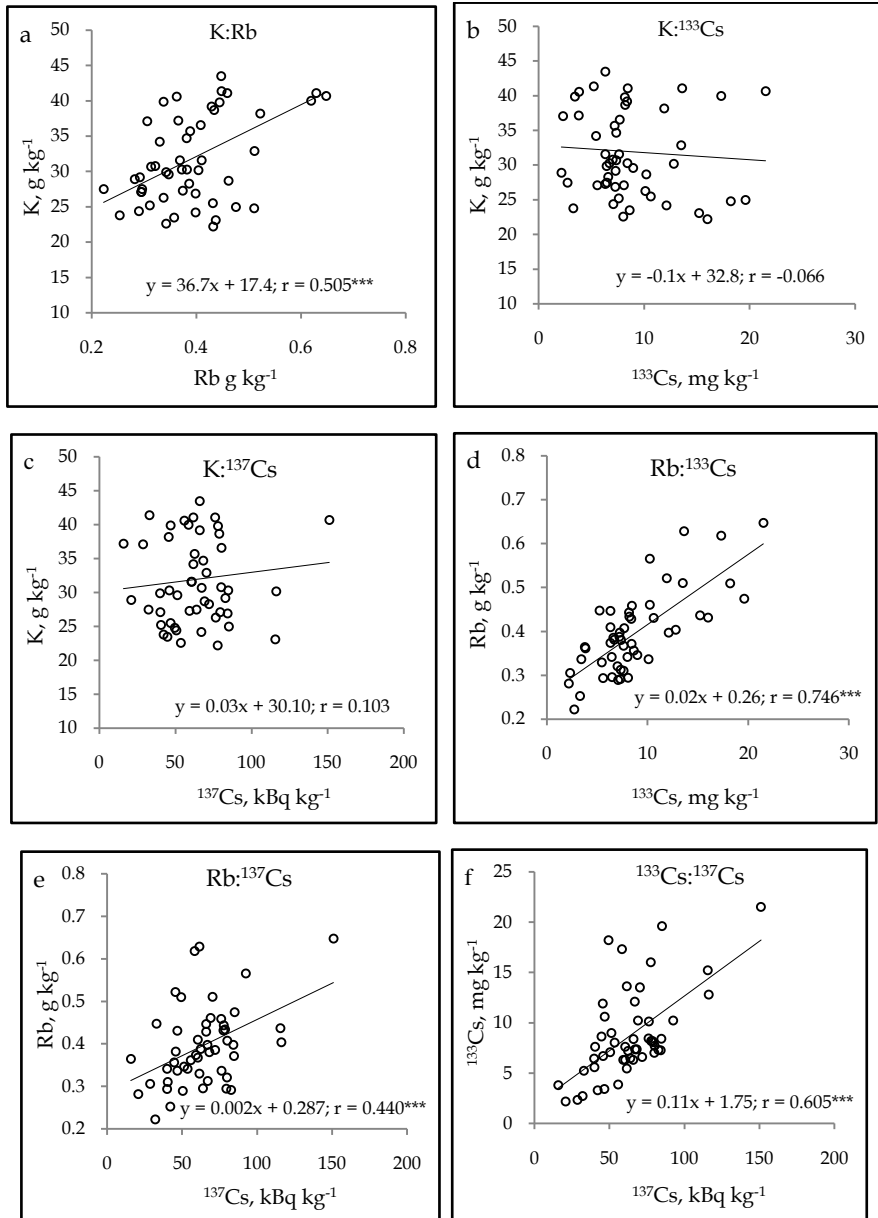 a
K:Rb
50
45
40
35
30
25
20
15
10
K, g kg⁻¹
y = 36.7x + 17.4; r = 0.505***
0.2 0.4 0.6 0.8
Rb g kg⁻¹
b
K:¹³³Cs
50
45
40
35
30
25
20
15
10
K, g kg⁻¹
y = -0.1x + 32.8; r = -0.066
0 10 20 30
¹³³Cs, mg kg⁻¹
c
K:¹³⁷Cs
50
45
40
35
30
25
20
15
10
K, g kg⁻¹
y = 0.03x + 30.10; r = 0.103
0 50 100 150 200
¹³⁷Cs, kBq kg⁻¹
d
Rb:¹³³Cs
0.8
0.7
0.6
0.5
0.4
0.3
0.2
Rb, g kg⁻¹
y = 0.02x + 0.26; r = 0.746***
0 10 20 30
¹³³Cs, mg kg⁻¹
e
Rb:¹³⁷Cs
0.8
0.7
0.6
0.5
0.4
0.3
0.2
Rb, g kg⁻¹
y = 0.002x + 0.287; r = 0.440***
0 50 100 150 200
¹³⁷Cs, kBq kg⁻¹
f
¹³³Cs:¹³⁷Cs
25
20
15
10
5
0
¹³³Cs, mg kg⁻¹
y = 0.11x + 1.75; r = 0.605***
0 50 100 150 200
¹³⁷Cs, kBq kg⁻¹